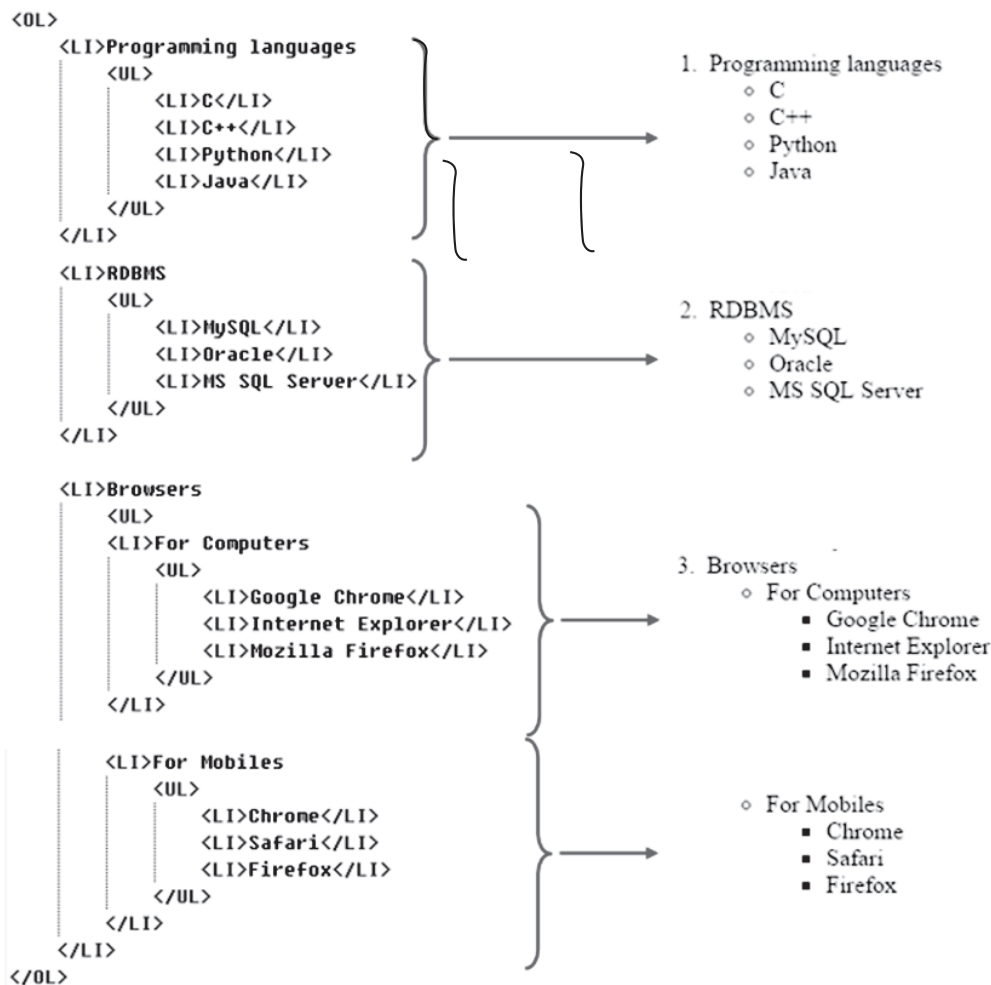 <OL>
<LI>Programming languages
<UL>
<LI>C</LI>
<LI>C++</LI>
<LI>Python</LI>
<LI>Java</LI>
</UL>
</LI>
<LI>RDBMS
<UL>
<LI>MySQL</LI>
<LI>Oracle</LI>
<LI>MS SQL Server</LI>
</UL>
</LI>
<LI>Browsers
<UL>
<LI>For Computers
<UL>
<LI>Google Chrome</LI>
<LI>Internet Explorer</LI>
<LI>Mozilla Firefox</LI>
</UL>
</LI>
<LI>For Mobiles
<UL>
<LI>Chrome</LI>
<LI>Safari</LI>
<LI>Firefox</LI>
</UL>
</LI>
</LI>
</OL>
1. Programming languages
C
C++
Python
Java
2. RDBMS
MySQL
Oracle
MS SQL Server
3. Browsers
For Computers
Google Chrome
Internet Explorer
Mozilla Firefox
For Mobiles
Chrome
Safari
Firefox